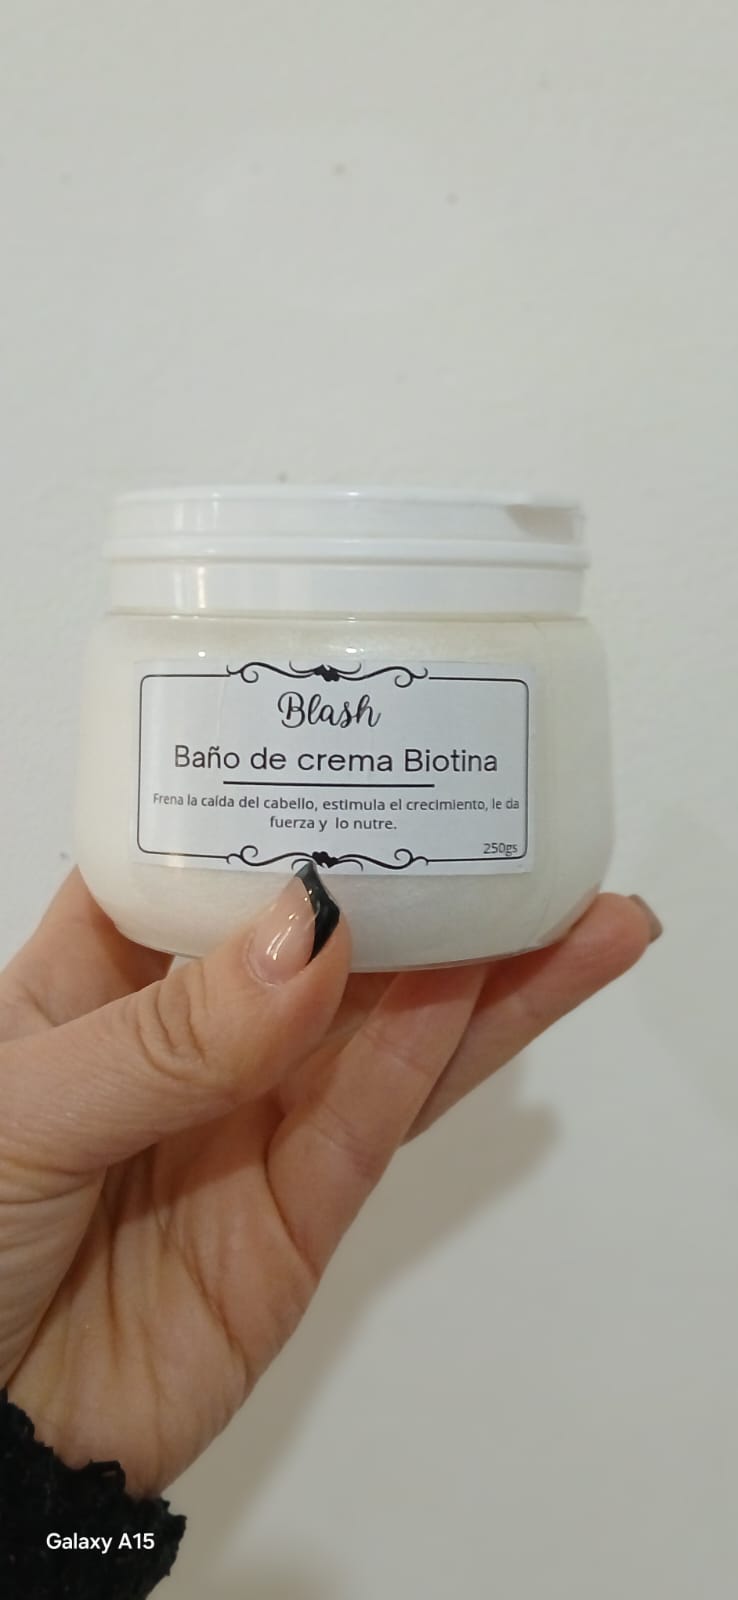 Blash
Baño de crema Biotina
Frena la caída del cabello, estimula el crecimiento, le da
fuerza y lo nutre.
250gs
Galaxy A15